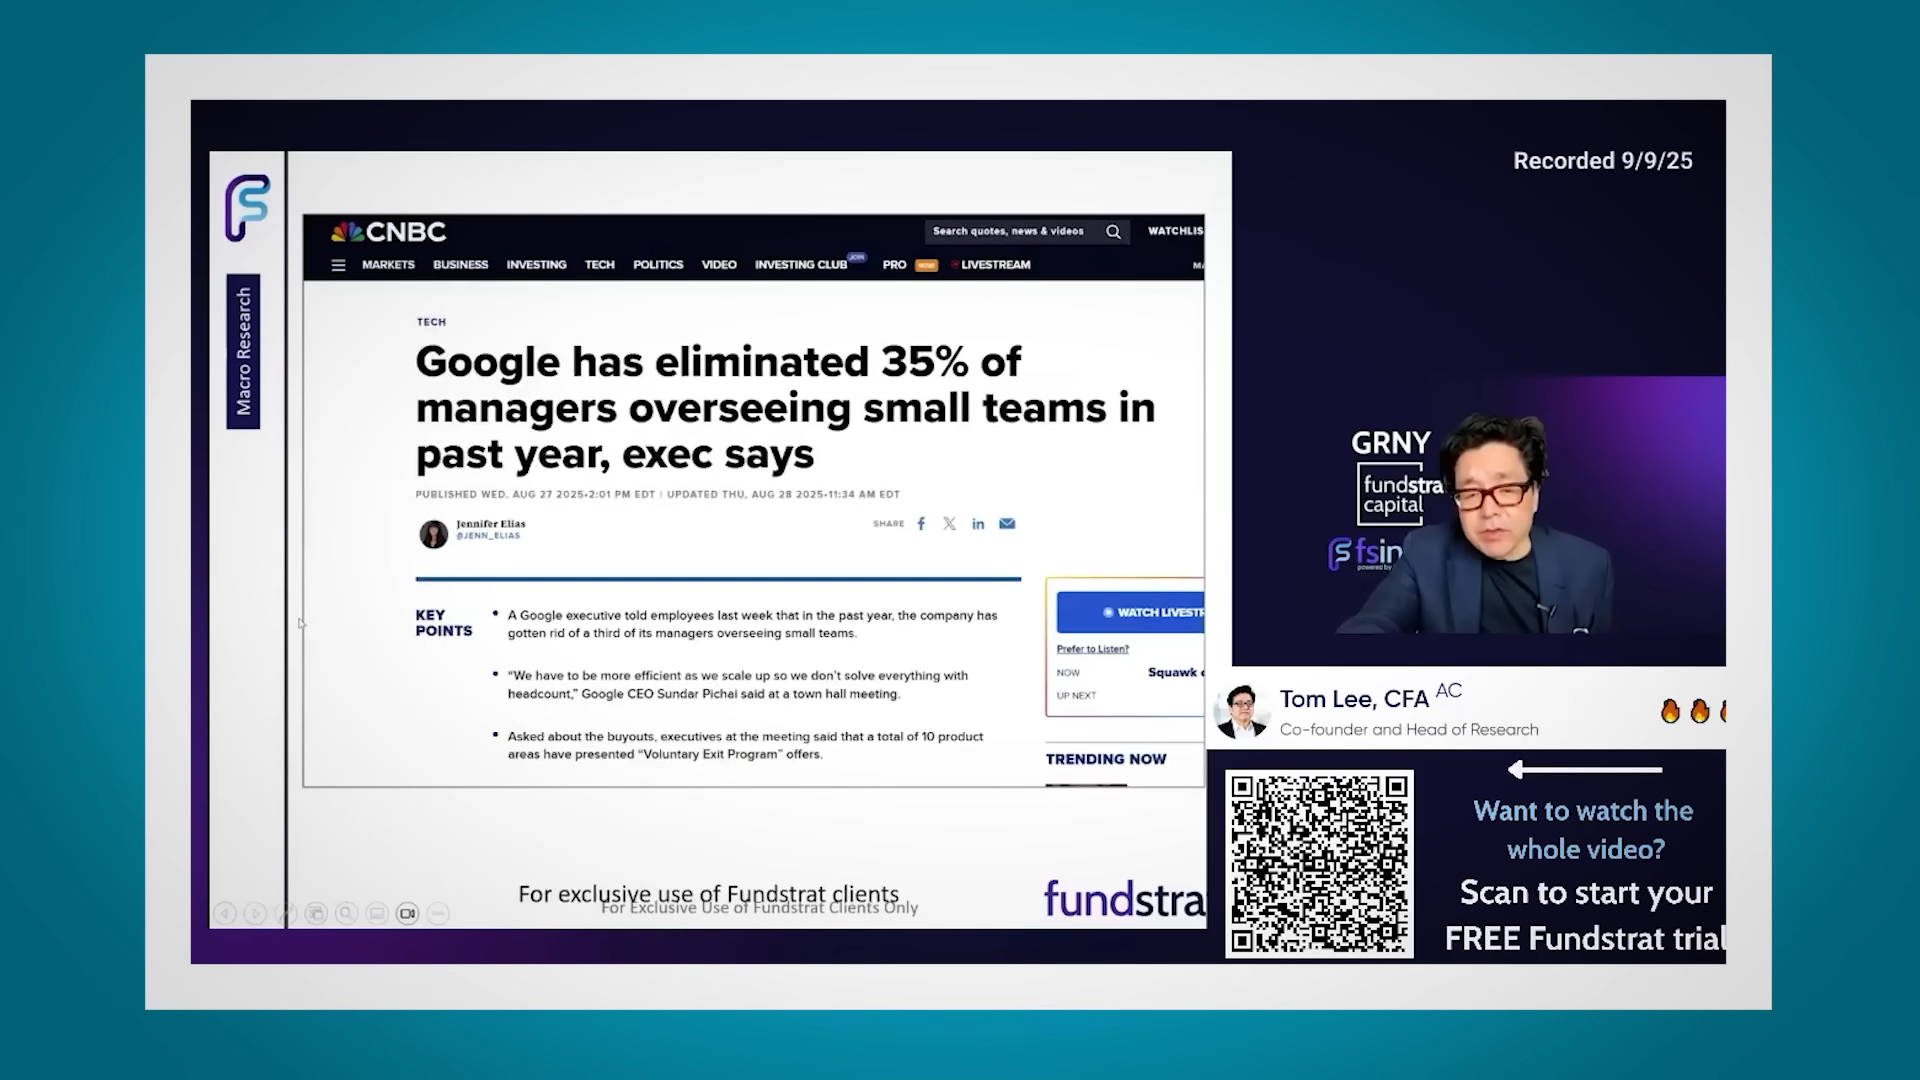 Recorded 9/9/25
Macro Research
CNBC
Search quotes, news & videos
WATCHLIS
MARKETS BUSINESS INVESTING TECH POLITICS VIDEO INVESTING CLUB JOIN PRO LIVESTREAM
TECH
Google has eliminated 35% of
managers overseeing small teams in
past year, exec says
PUBLISHED WED, AUG 27 2025•2:01 PM EDT | UPDATED THU, AUG 28 2025•11:34 AM EDT
Jennifer Elias
@JENN_ELIAS
SHARE
KEY
POINTS
• A Google executive told employees last week that in the past year, the company has
gotten rid of a third of its managers overseeing small teams.
• “We have to be more efficient as we scale up so we don’t solve everything with
headcount,” Google CEO Sundar Pichai said at a town hall meeting.
• Asked about the buyouts, executives at the meeting said that a total of 10 product
areas have presented “Voluntary Exit Program” offers.
WATCH LIVESTR
Prefer to Listen?
NOW
Squawk
UP NEXT
TRENDING NOW
For exclusive use of Fundstrat clients
For Exclusive Use of Fundstrat Clients Only
fundstra
GRNY
fundstra
capital
fsin
powered by
Tom Lee, CFA AC
Co-founder and Head of Research
Want to watch the
whole video?
Scan to start your
FREE Fundstrat trial